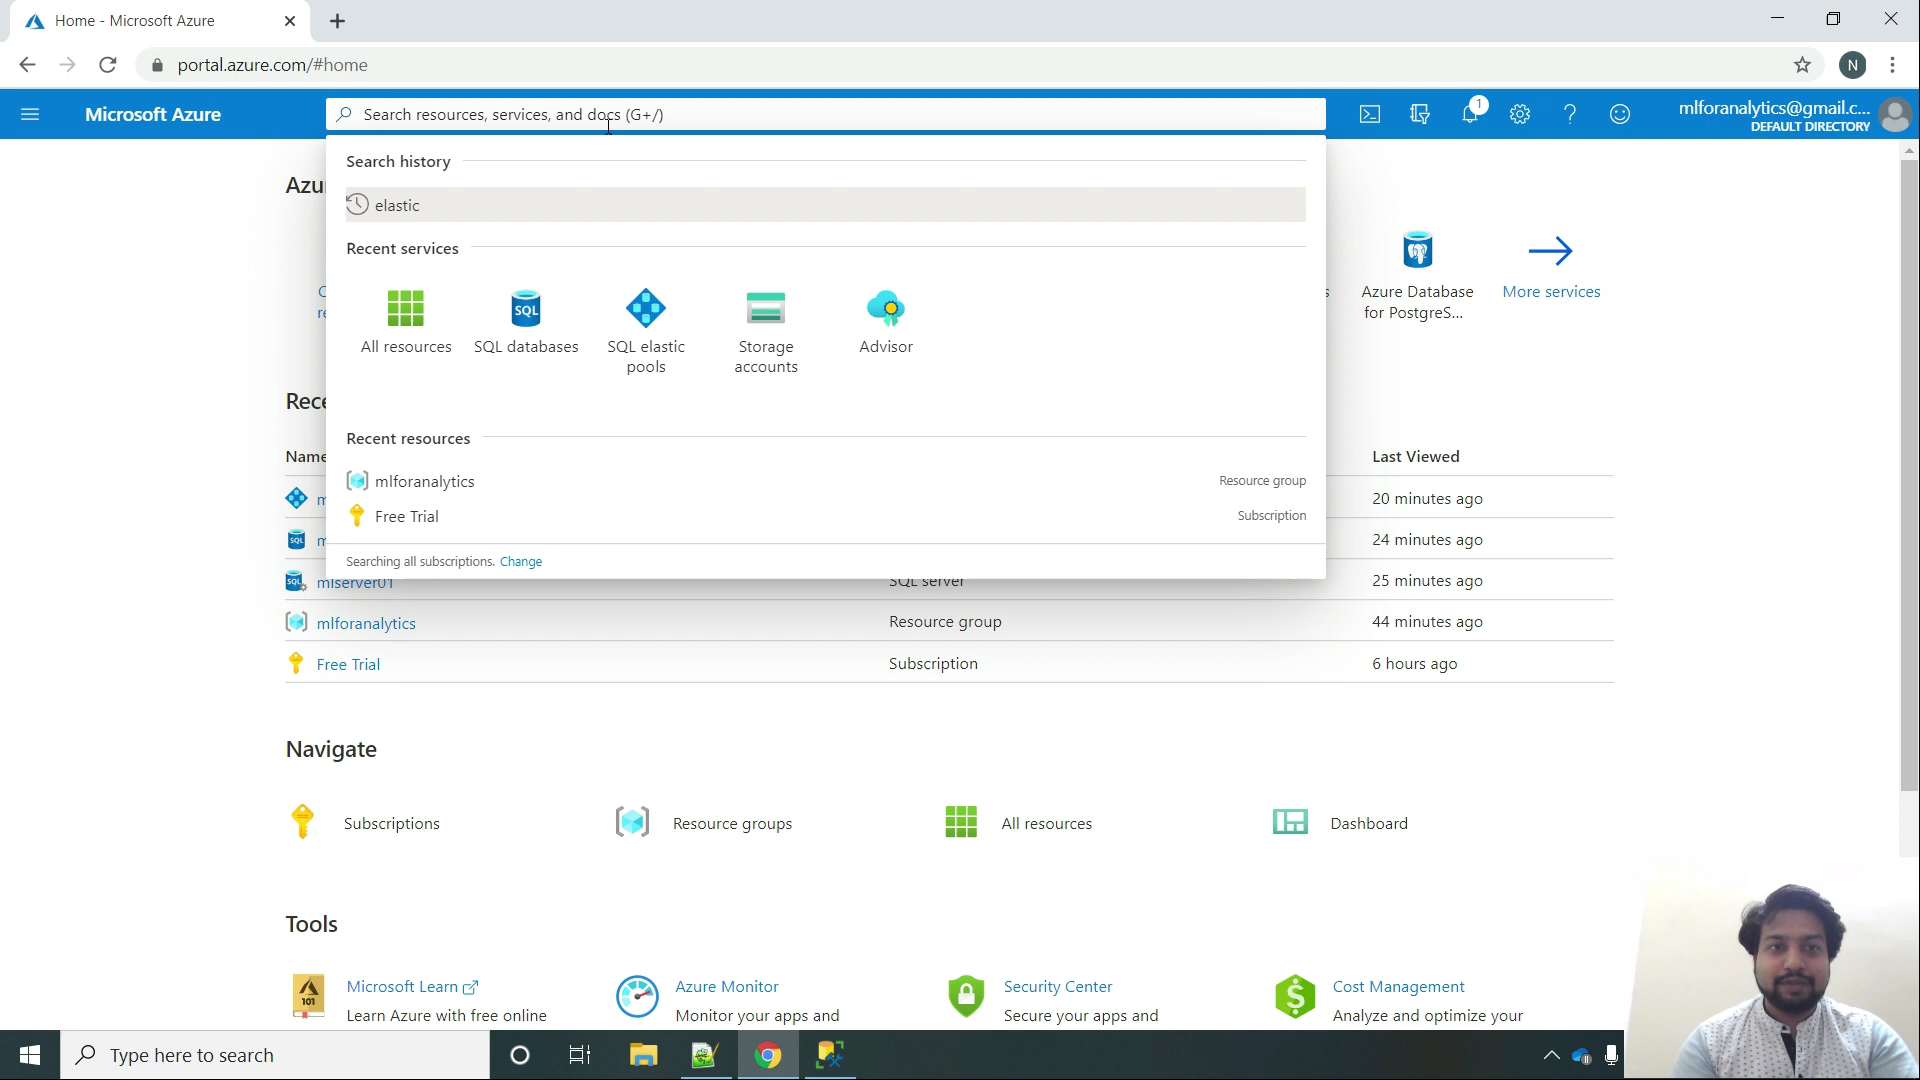 Home - Microsoft Azure
portal.azure.com/#home
N
Microsoft Azure
Search resources, services, and docs (G+/)
1
mlforanalytics@gmail.c...
DEFAULT DIRECTORY
Search history
elastic
Recent services
All resources
SQL databases
SQL elastic
pools
Storage
accounts
Advisor
Azure Database
for PostgreS...
More services
Recent resources
mlforanalytics
Resource group
Free Trial
Subscription
Searching all subscriptions. Change
Name
Last Viewed
20 minutes ago
24 minutes ago
mlserver01
SQL server
25 minutes ago
mlforanalytics
Resource group
44 minutes ago
Free Trial
Subscription
6 hours ago
Navigate
Subscriptions
Resource groups
All resources
Dashboard
Tools
Microsoft Learn
Learn Azure with free online
Azure Monitor
Monitor your apps and
Security Center
Secure your apps and
Cost Management
Analyze and optimize your
Type here to search